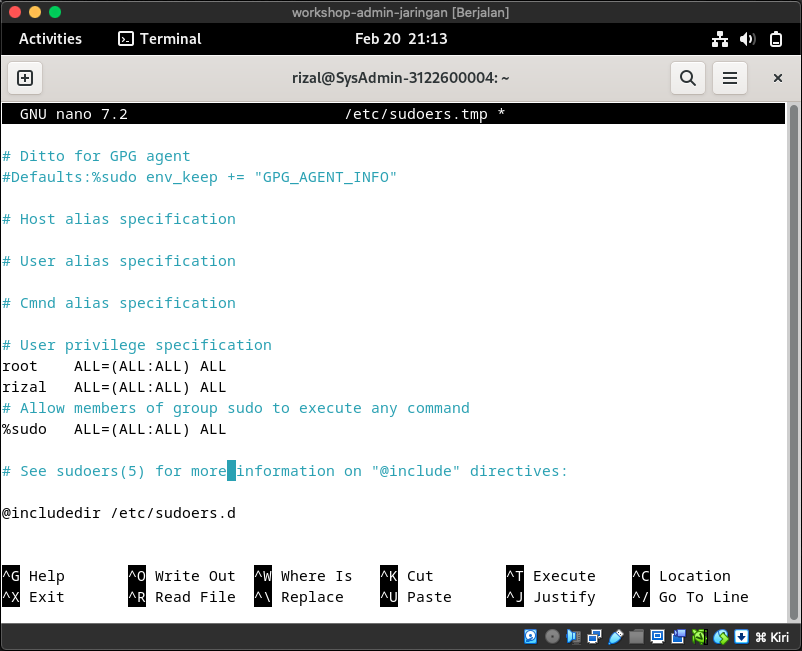 workshop-admin-jaringan [Berjalan]
Activities Terminal Feb 20 21:13
rizal@SysAdmin-3122600004: ~
GNU nano 7.2 /etc/sudoers.tmp *
# Ditto for GPG agent
#Defaults:%sudo env_keep += "GPG_AGENT_INFO"
# Host alias specification
# User alias specification
# Cmnd alias specification
# User privilege specification
root ALL=(ALL:ALL) ALL
rizal ALL=(ALL:ALL) ALL
# Allow members of group sudo to execute any command
%sudo ALL=(ALL:ALL) ALL
# See sudoers(5) for more information on "@include" directives:
@includedir /etc/sudoers.d
^G Help ^O Write Out ^W Where Is ^K Cut ^T Execute ^C Location
^X Exit ^R Read File ^\ Replace ^U Paste ^J Justify ^/ Go To Line
⌘ Kiri